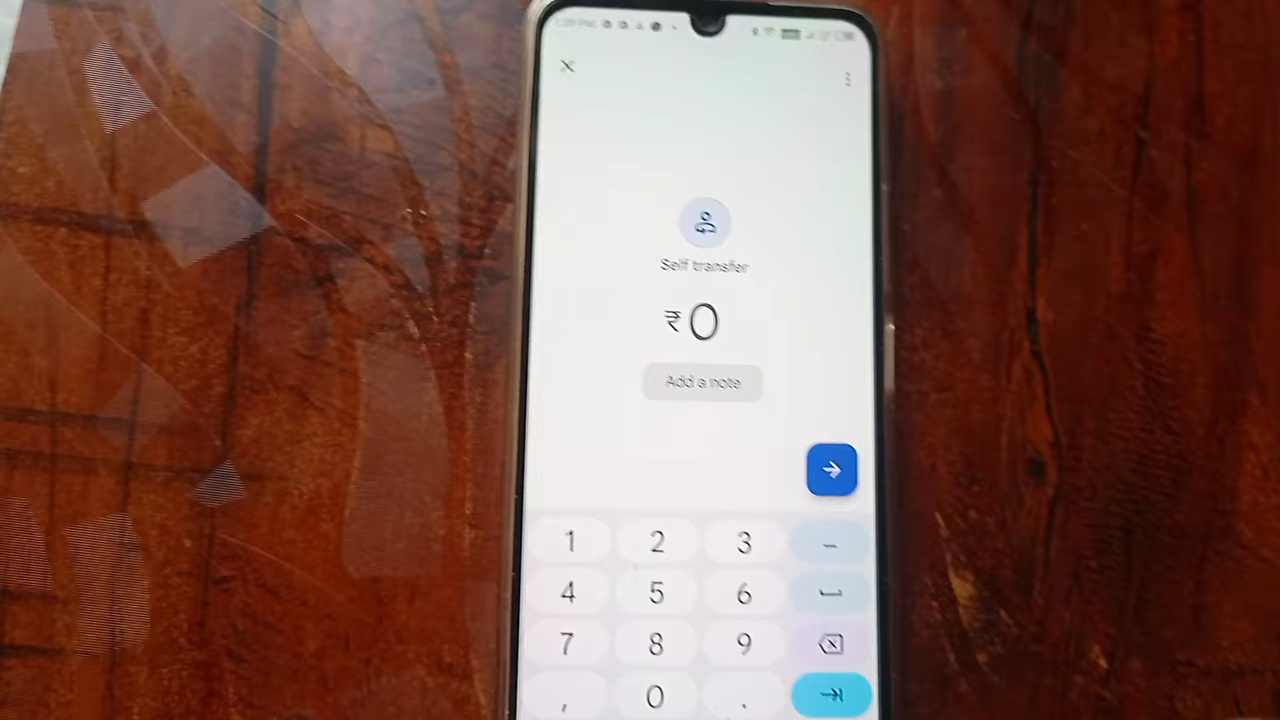 Self transfer
₹0
Add a note
1 2 3 -
4 5 6
7 8 9
, 0 .